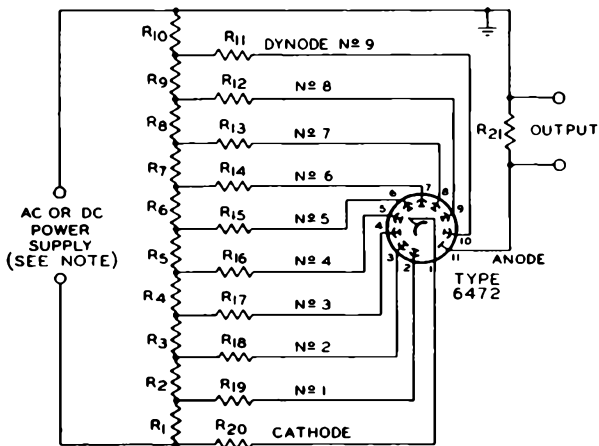 R10
R11
DYNODE Nº 9
R9
R12
Nº 8
R8
R13
Nº 7
R21
OUTPUT
R7
R14
Nº 6
R6
R15
Nº 5
R5
R16
Nº 4
R4
R17
Nº 3
R3
R18
Nº 2
R2
R19
Nº 1
R1
R20
CATHODE
AC OR DC
POWER
SUPPLY
(SEE NOTE)
6
7
8
5
9
4
10
3
2
1
11
ANODE
TYPE
6472